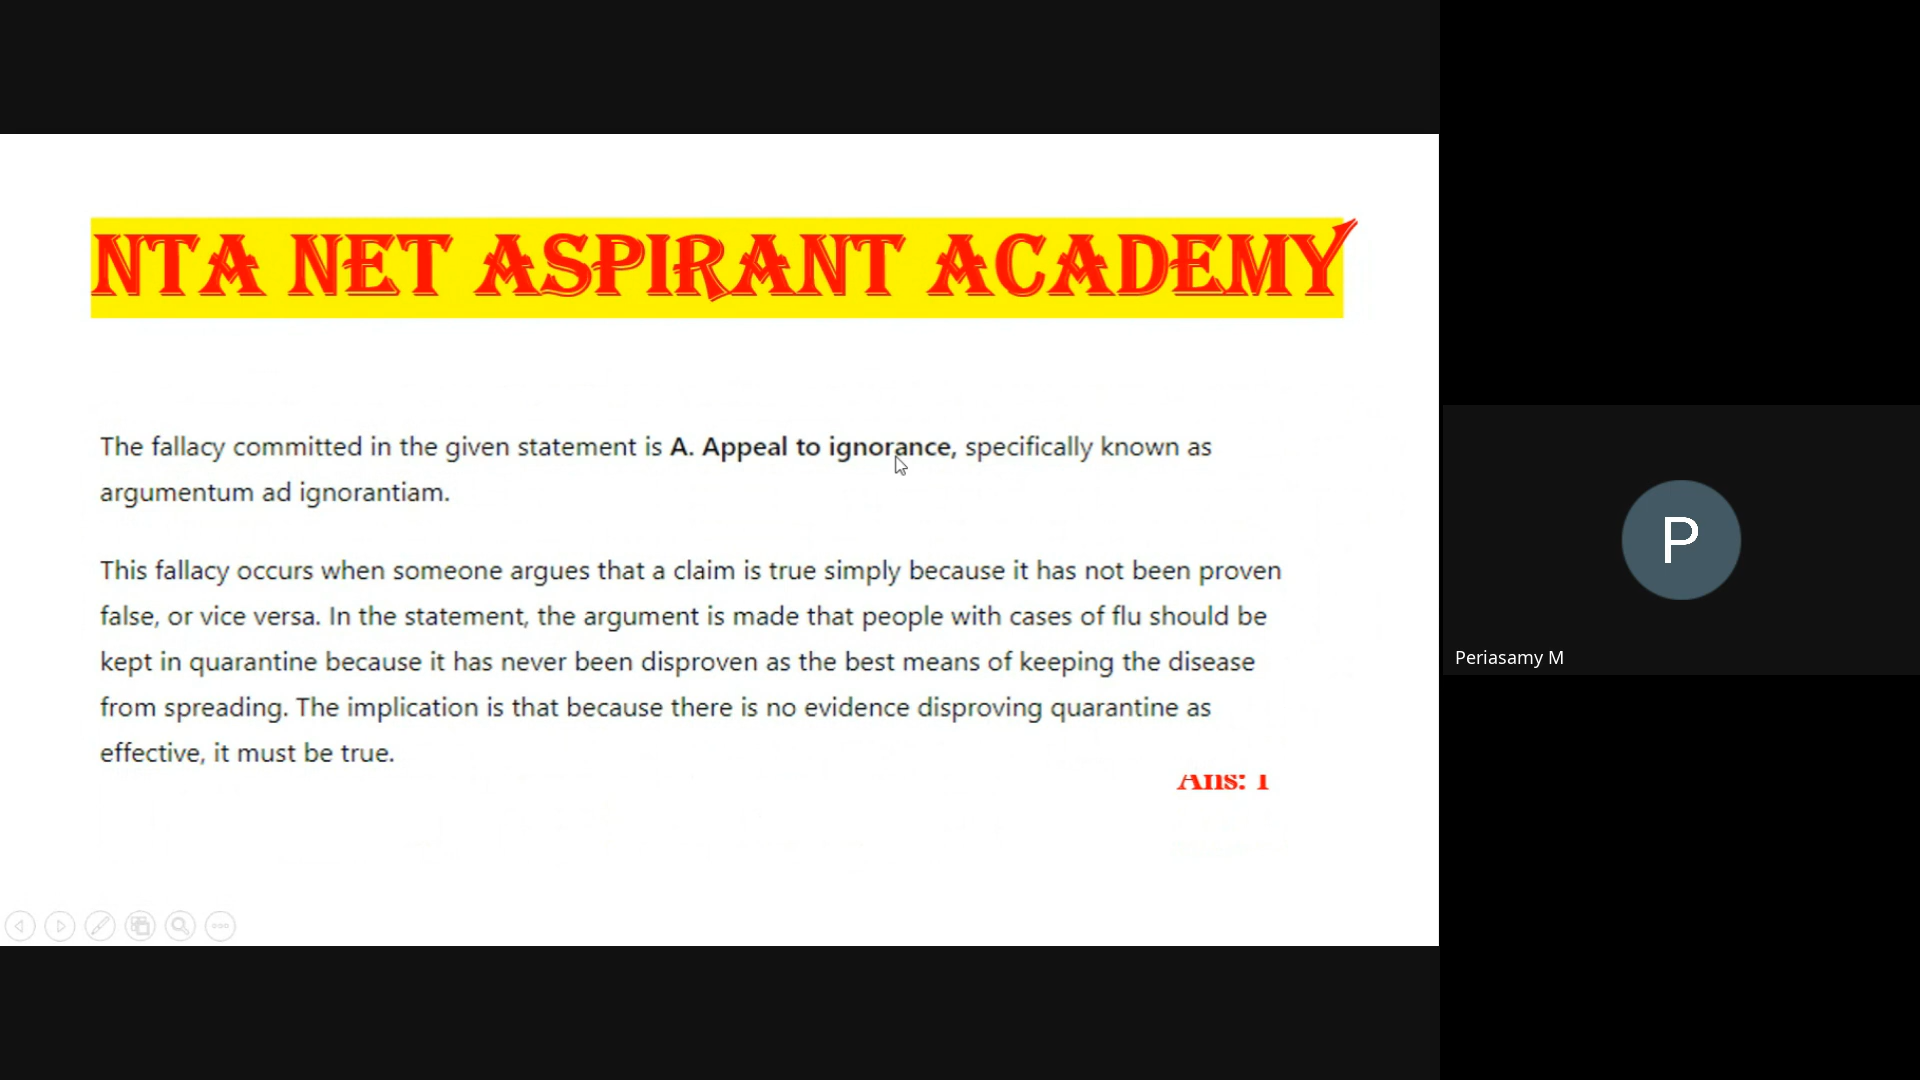 NTA NET ASPIRANT ACADEMY
The fallacy committed in the given statement is A. Appeal to ignorance, specifically known as
argumentum ad ignorantiam.
This fallacy occurs when someone argues that a claim is true simply because it has not been proven
false, or vice versa. In the statement, the argument is made that people with cases of flu should be
kept in quarantine because it has never been disproven as the best means of keeping the disease
from spreading. The implication is that because there is no evidence disproving quarantine as
effective, it must be true.
Ans: 1
P
Periasamy M